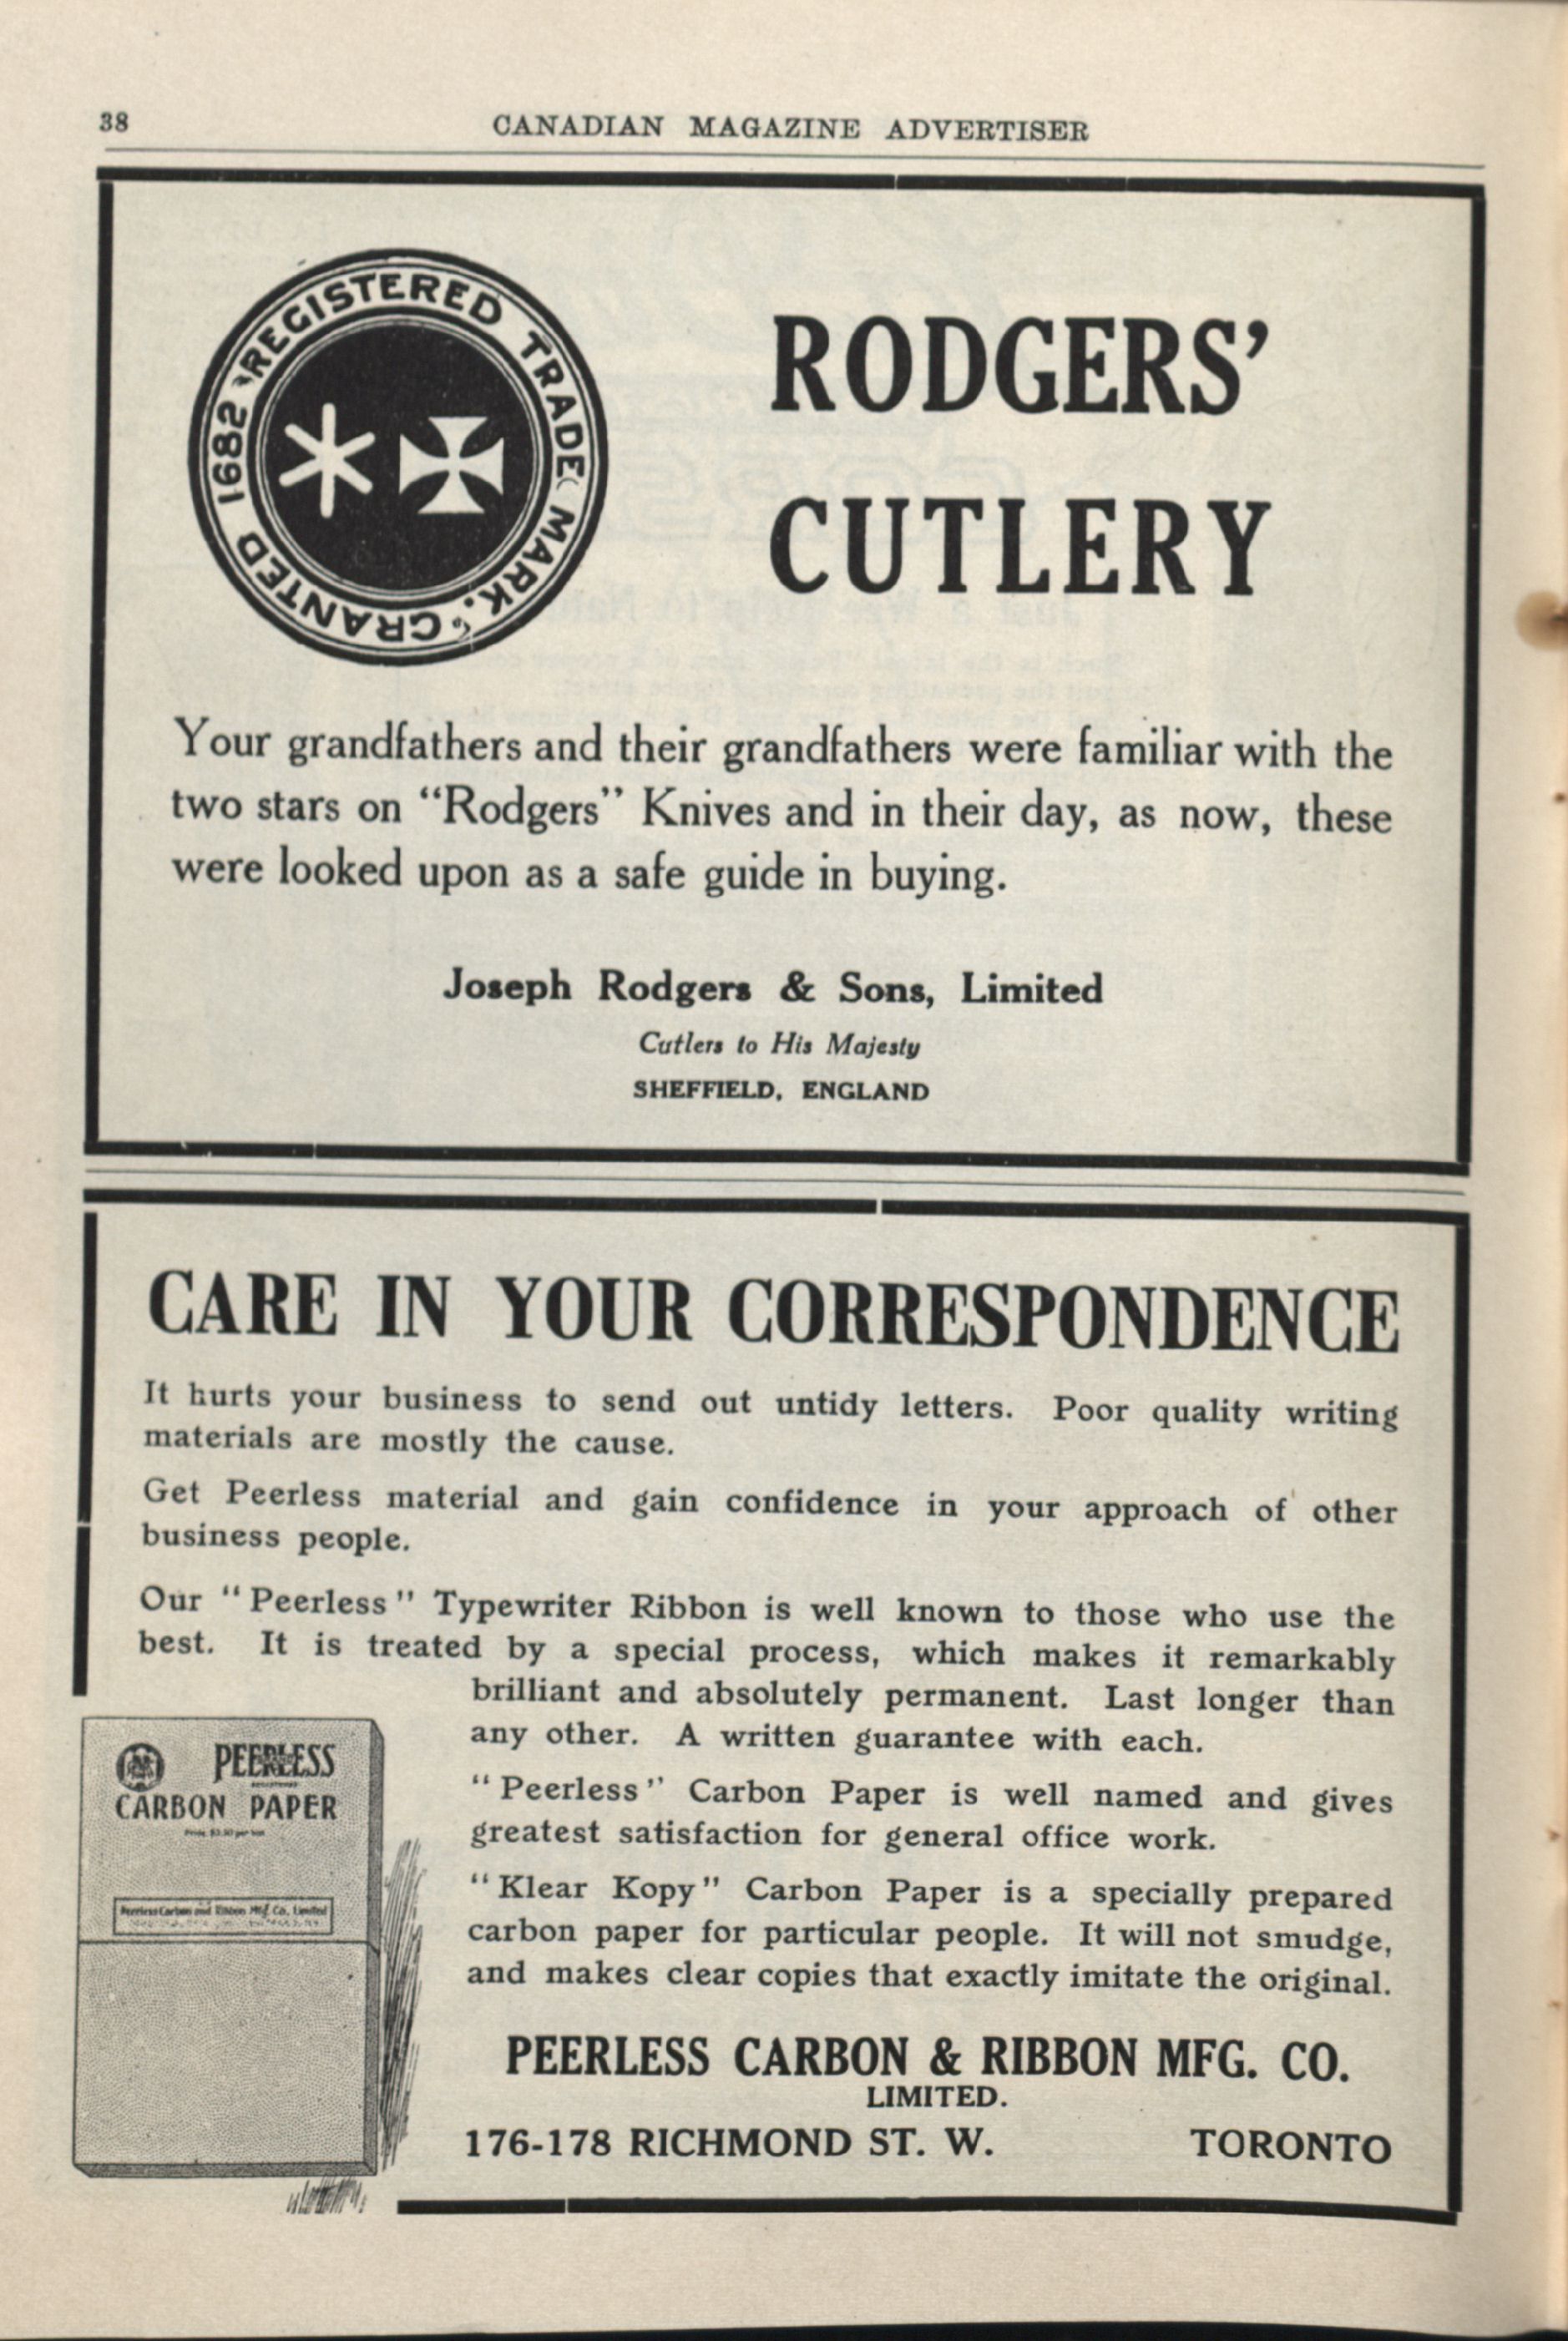 38
CANADIAN MAGAZINE ADVERTISER
REGISTERED TRADE MARK. GRANTED 1682
RODGERS'
CUTLERY
Your grandfathers and their grandfathers were familiar with the
two stars on “Rodgers” Knives and in their day, as now, these
were looked upon as a safe guide in buying.
Joseph Rodgers & Sons, Limited
Cutlers to His Majesty
SHEFFIELD, ENGLAND
CARE IN YOUR CORRESPONDENCE
It hurts your business to send out untidy letters. Poor quality writing
materials are mostly the cause.
Get Peerless material and gain confidence in your approach of other
business people.
Our “Peerless” Typewriter Ribbon is well known to those who use the
best. It is treated by a special process, which makes it remarkably
brilliant and absolutely permanent. Last longer than
any other. A written guarantee with each.
“Peerless” Carbon Paper is well named and gives
greatest satisfaction for general office work.
“Klear Kopy” Carbon Paper is a specially prepared
carbon paper for particular people. It will not smudge,
and makes clear copies that exactly imitate the original.
PEERLESS
CARBON PAPER
Peerless Carbon and Ribbon Mfg. Co. Limited
PEERLESS CARBON & RIBBON MFG. CO.
LIMITED.
176-178 RICHMOND ST. W. TORONTO